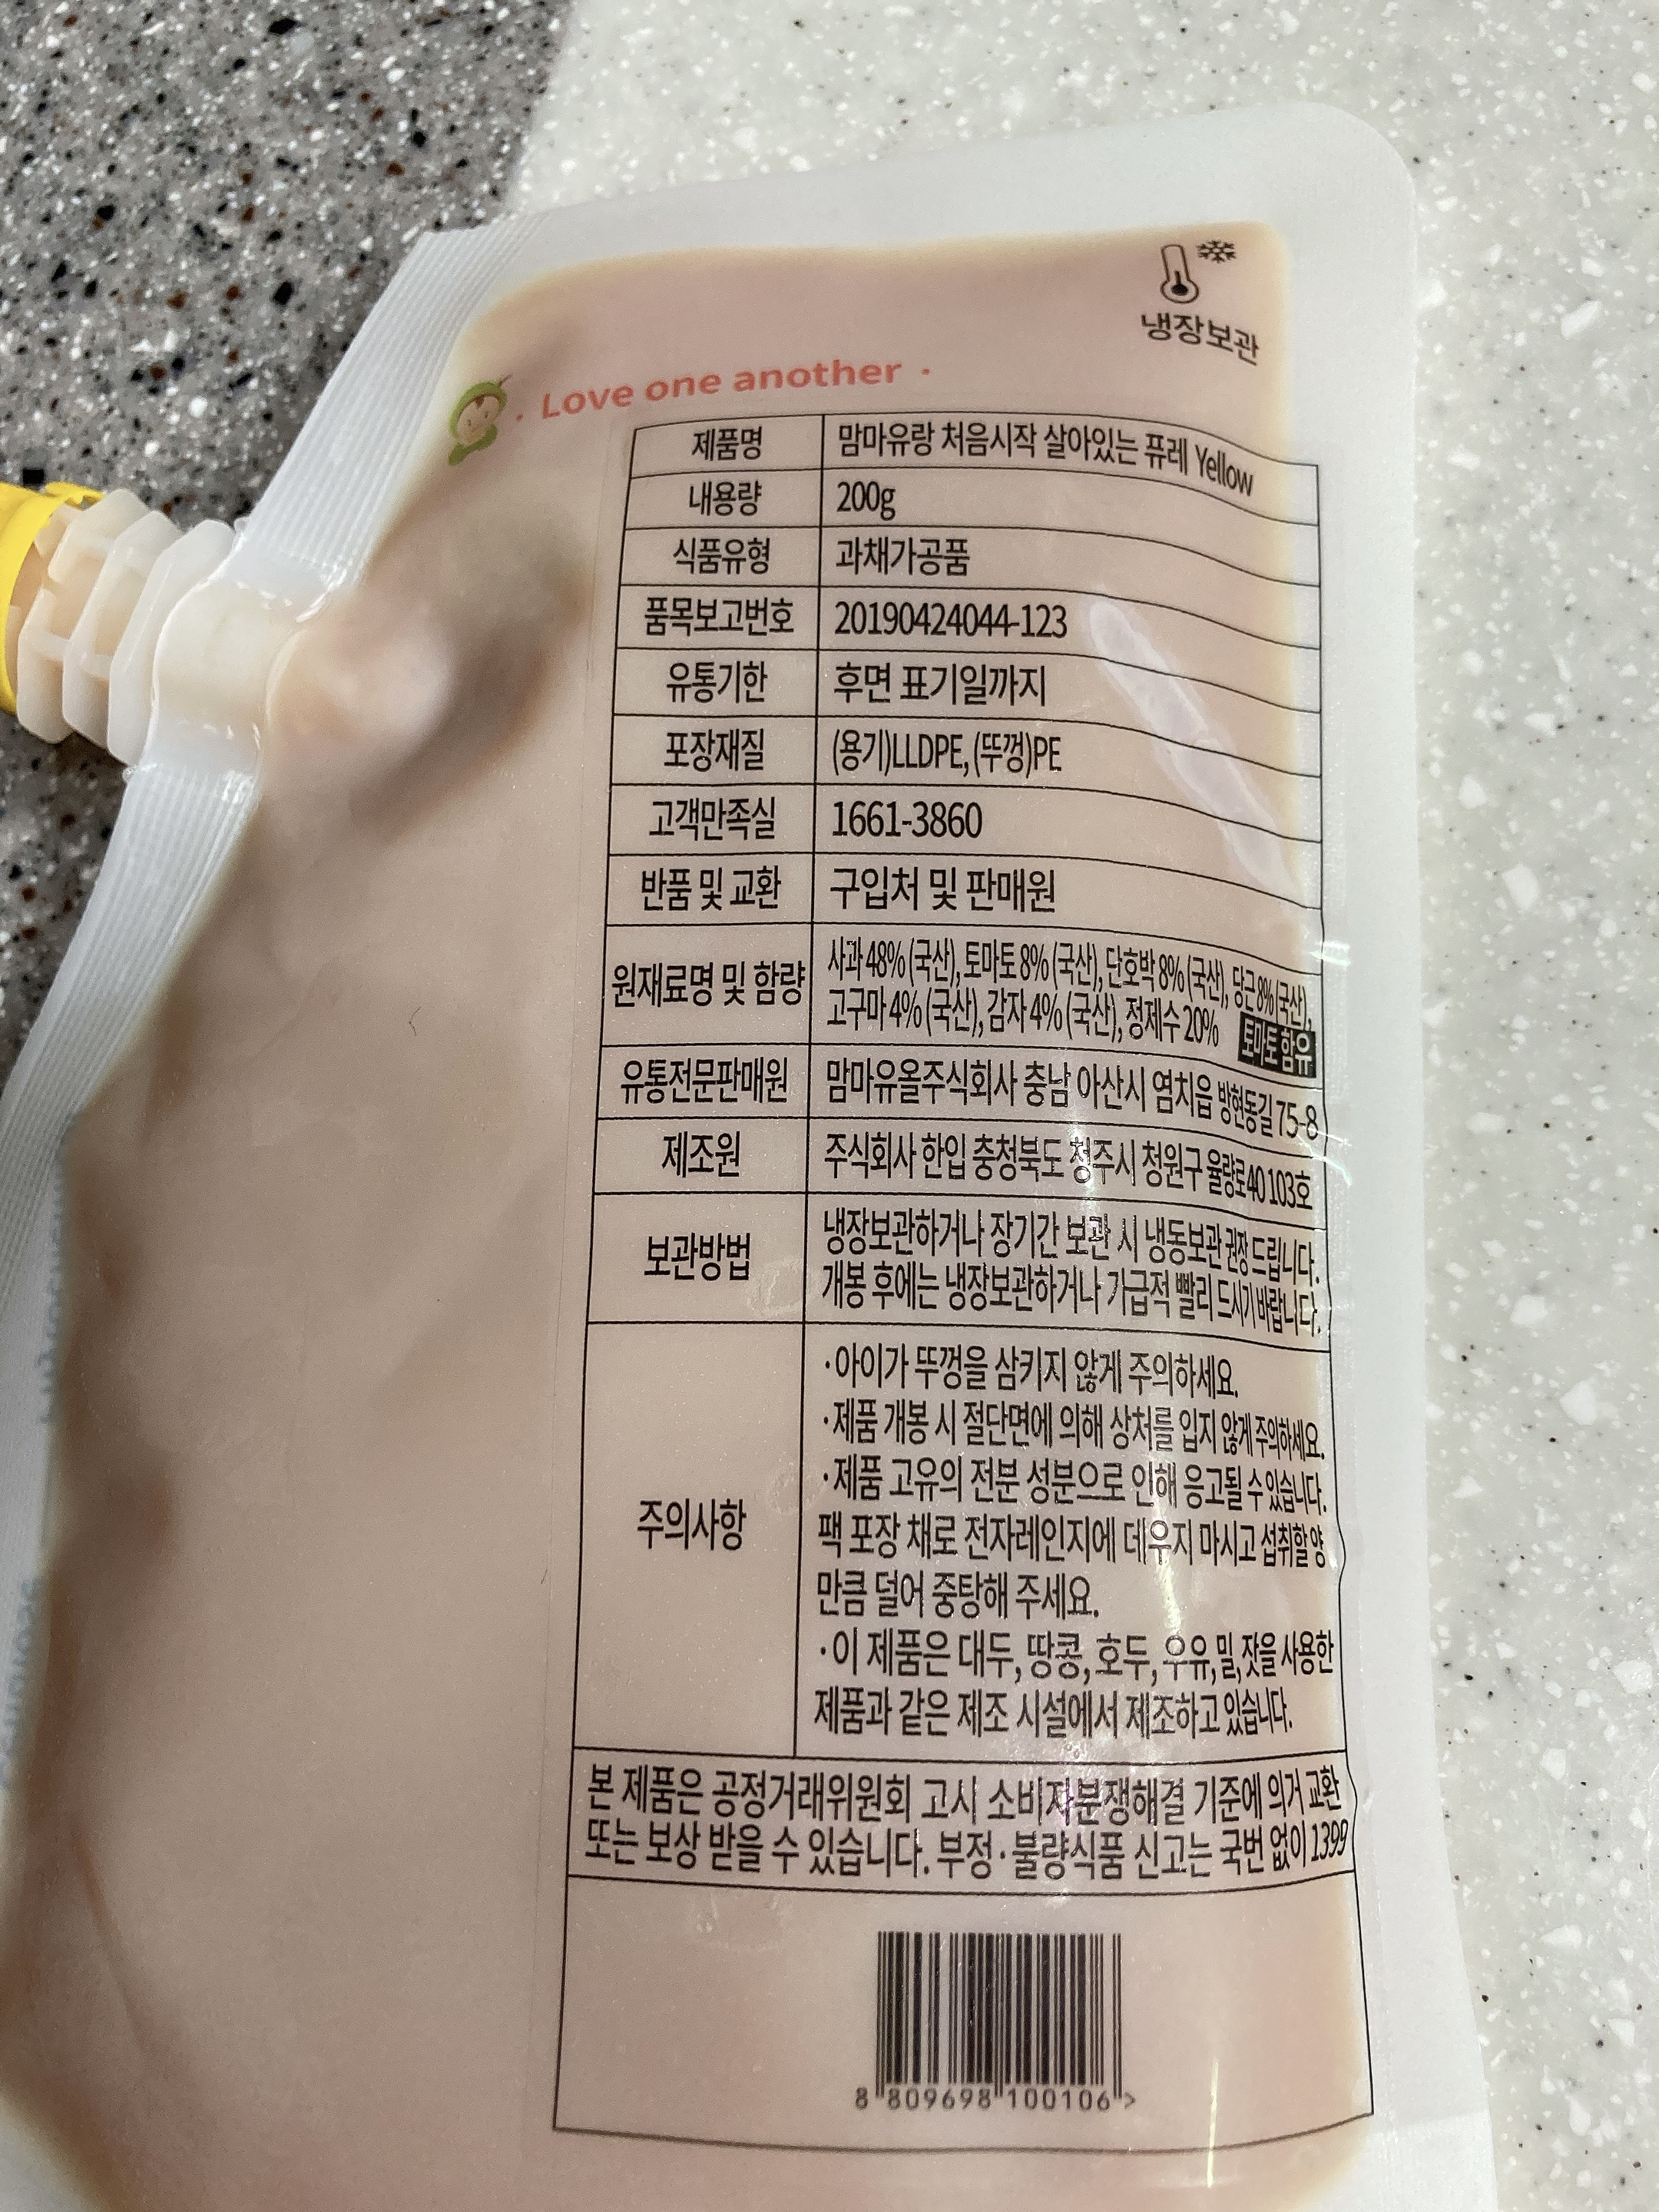 냉장보관
· Love one another ·
제품명 맘마유랑 처음시작 살아있는 퓨레 Yellow
내용량 200g
식품유형 과채가공품
품목보고번호 20190424044-123
유통기한 후면 표기일까지
포장재질 (용기)LLDPE, (뚜껑)PE
고객만족실 1661-3860
반품 및 교환 구입처 및 판매원
원재료명 및 함량 사과 48% (국산), 토마토 8% (국산), 단호박 8% (국산), 당근 8% (국산),
고구마 4% (국산), 감자 4% (국산), 정제수 20% 토마토 함유
유통전문판매원 맘마유올주식회사 충남 아산시 염치읍 방현동길 75-8
제조원 주식회사 한입 충청북도 청주시 청원구 율량로40 103호
보관방법 냉장보관하거나 장기간 보관 시 냉동보관 권장 드립니다.
개봉 후에는 냉장보관하거나 가급적 빨리 드시기 바랍니다.
주의사항 ·아이가 뚜껑을 삼키지 않게 주의하세요.
·제품 개봉 시 절단면에 의해 상처를 입지 않게 주의하세요.
·제품 고유의 전분 성분으로 인해 응고될 수 있습니다.
팩 포장 채로 전자레인지에 데우지 마시고 섭취할 양
만큼 덜어 중탕해 주세요.
·이 제품은 대두, 땅콩, 호두, 우유, 밀, 잣을 사용한
제품과 같은 제조 시설에서 제조하고 있습니다.
본 제품은 공정거래위원회 고시 소비자분쟁해결 기준에 의거 교환
또는 보상 받을 수 있습니다. 부정·불량식품 신고는 국번 없이 1399
8 809698 100106 >